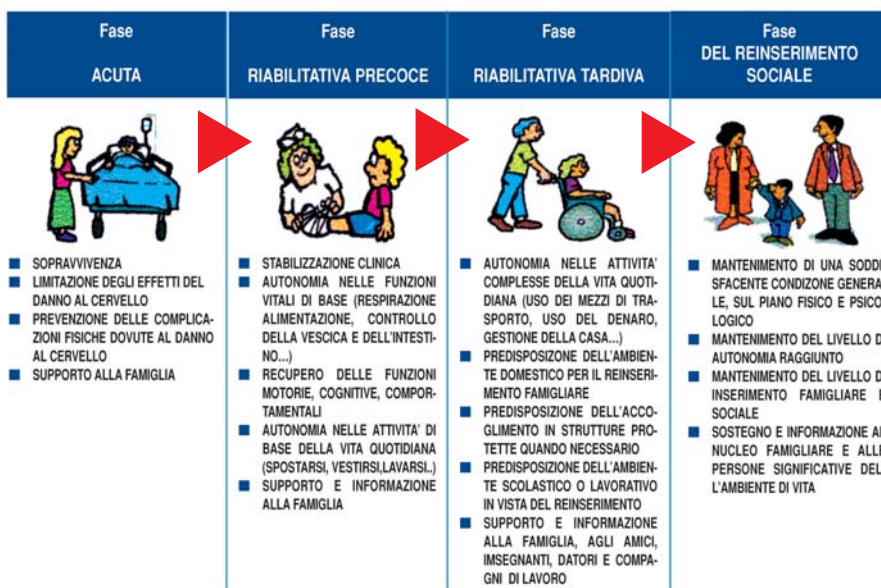 Fase
ACUTA
SOPRAVVIVENZA
LIMITAZIONE DEGLI EFFETTI DEL
DANNO AL CERVELLO
PREVENZIONE DELLE COMPLICA-
ZIONI FISICHE DOVUTE AL DANNO
AL CERVELLO
SUPPORTO ALLA FAMIGLIA
Fase
RIABILITATIVA PRECOCE
STABILIZZAZIONE CLINICA
AUTONOMIA NELLE FUNZIONI
VITALI DI BASE (RESPIRAZIONE
ALIMENTAZIONE, CONTROLLO
DELLA VESCICA E DELL'INTESTI-
NO...)
RECUPERO DELLE FUNZIONI
MOTORIE, COGNITIVE, COMPOR-
TAMENTALI
AUTONOMIA NELLE ATTIVITA' DI
BASE DELLA VITA QUOTIDIANA
(SPOSTARSI, VESTIRSI,LAVARSI..)
SUPPORTO E INFORMAZIONE
ALLA FAMIGLIA
Fase
RIABILITATIVA TARDIVA
AUTONOMIA NELLE ATTIVITA'
COMPLESSE DELLA VITA QUOTI-
DIANA (USO DEI MEZZI DI TRA-
SPORTO, USO DEL DENARO,
GESTIONE DELLA CASA...)
PREDISPOZIONE DELL'AMBIEN-
TE DOMESTICO PER IL REINSERI-
MENTO FAMIGLIARE
PREDISPOZIONE DELL'ACCO-
GLIMENTO IN STRUTTURE PRO-
TETTE QUANDO NECESSARIO
PREDISPOZIONE DELL'AMBIEN-
TE SCOLASTICO O LAVORATIVO
IN VISTA DEL REINSERIMENTO
SUPPORTO E INFORMAZIONE
ALLA FAMIGLIA, AGLI AMICI,
IMSEGNANTI, DATORI E COMPA-
GNI DI LAVORO
Fase
DEL REINSERIMENTO
SOCIALE
MANTENIMENTO DI UNA SODDI
SFACENTE CONDIZONE GENERA
LE, SUL PIANO FISICO E PSICO
LOGICO
MANTENIMENTO DEL LIVELLO D
AUTONOMIA RAGGIUNTO
MANTENIMENTO DEL LIVELLO D
INSERIMENTO FAMIGLIARE E
SOCIALE
SOSTEGNO E INFORMAZIONE A
NUCLEO FAMIGLIARE E ALLE
PERSONE SIGNIFICATIVE DEL
L'AMBIENTE DI VITA